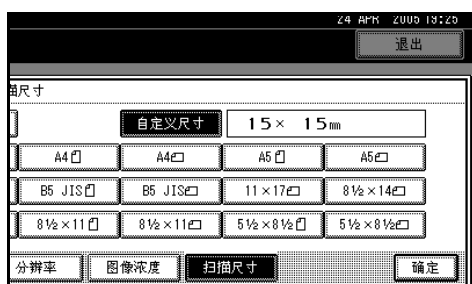 24 APR 2005 19:25
退出
描尺寸
自定义尺寸 15× 15mm
A4 A4 A5 A5
B5 JIS B5 JIS 11×17 8½×14
8½×11 8½×11 5½×8½ 5½×8½
分辨率 图像浓度 扫描尺寸 确定